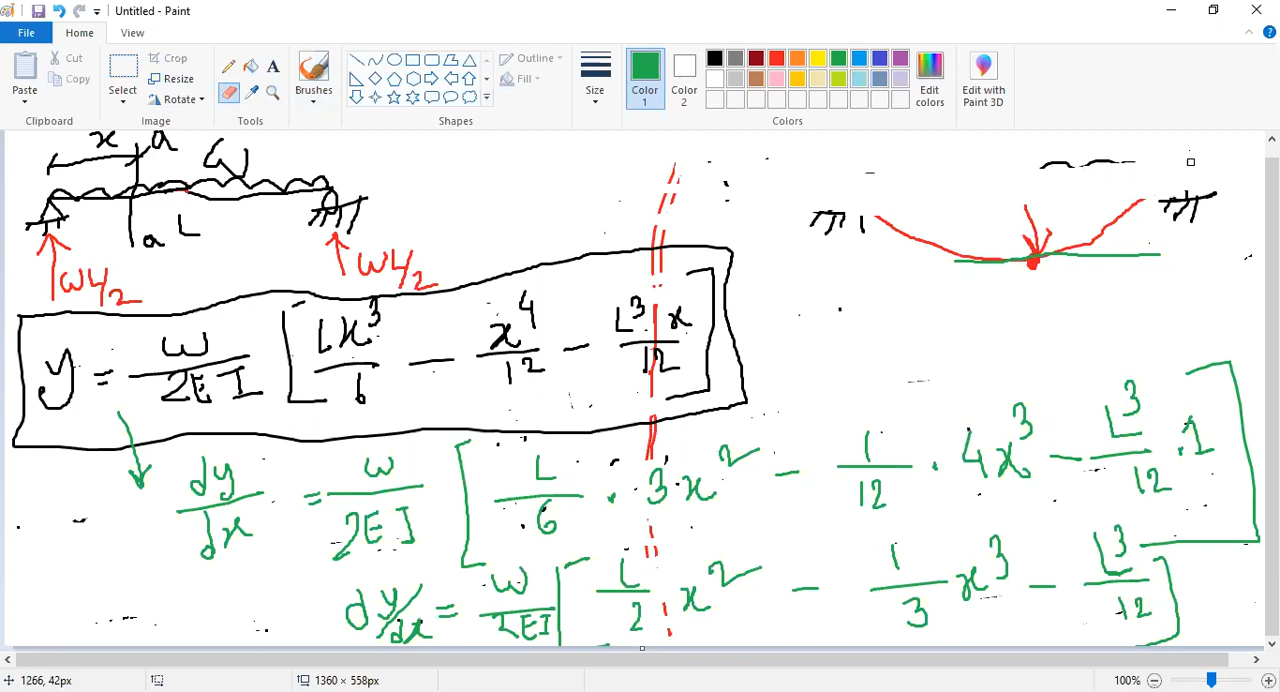 Untitled - Paint
File Home View
Paste Cut Copy Select Crop Resize Rotate Brushes A Outline Fill Size Color 1 Color 2 Edit colors Edit with Paint 3D
Clipboard Image Tools Shapes Colors
x a ω
a L
ωL/2 ωL/2
y = ω/2EI [Lx³/6 − x⁴/12 − L³x/12]
dy/dx = ω/2EI [L/6 · 3x² − 1/12 · 4x³ − L³/12 · 1]
dy/dx = ω/2EI [L/2 x² − 1/3 x³ − L³/12]
1266, 42px 1360 × 558px 100%